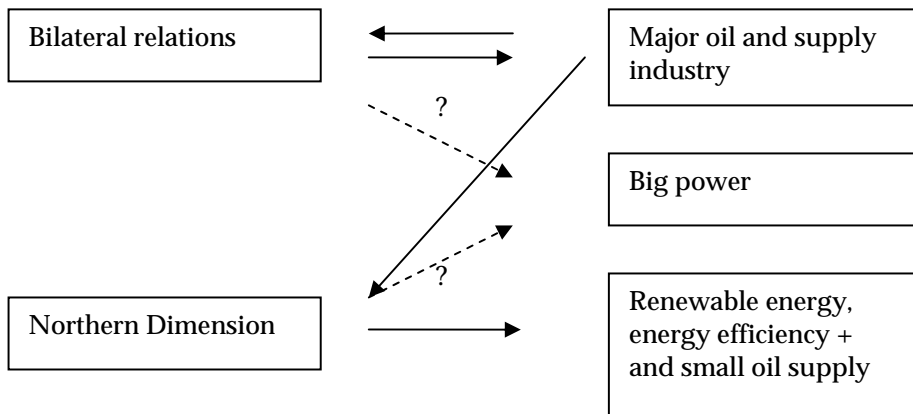 Bilateral relations
Major oil and supply
industry
?
Big power
?
Northern Dimension
Renewable energy,
energy efficiency +
and small oil supply